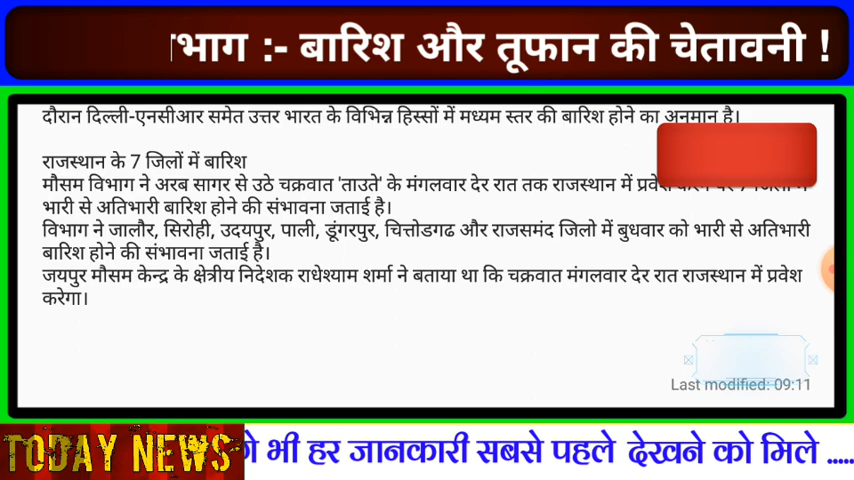 भाग :- बारिश और तूफान की चेतावनी !
दौरान दिल्ली-एनसीआर समेत उत्तर भारत के विभिन्न हिस्सों में मध्यम स्तर की बारिश होने का अनुमान है।
राजस्थान के 7 जिलों में बारिश
मौसम विभाग ने अरब सागर से उठे चक्रवात 'ताउते' के मंगलवार देर रात तक राजस्थान में प्रवेश
भारी से अतिभारी बारिश होने की संभावना जताई है।
विभाग ने जालौर, सिरोही, उदयपुर, पाली, डूंगरपुर, चित्तोडगढ और राजसमंद जिलो में बुधवार को भारी से अतिभारी
बारिश होने की संभावना जताई है।
जयपुर मौसम केन्द्र के क्षेत्रीय निदेशक राधेश्याम शर्मा ने बताया था कि चक्रवात मंगलवार देर रात राजस्थान में प्रवेश
करेगा।
Last modified: 09:11
TODAY NEWS को भी हर जानकारी सबसे पहले देखने को मिले .....